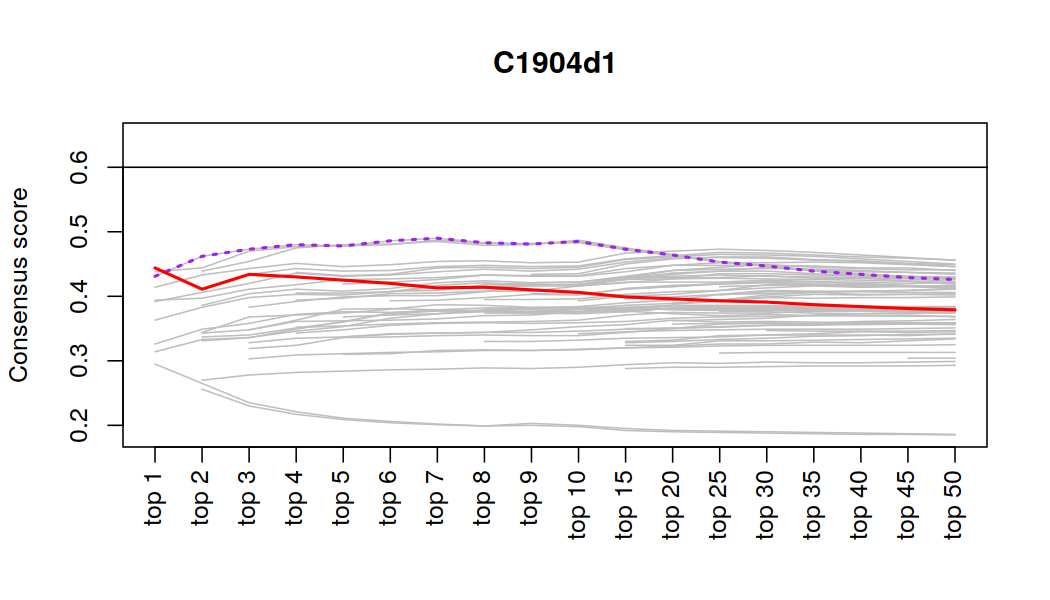 C1904d1
Consensus score
0.6
0.5
0.4
0.3
0.2
top 1
top 2
top 3
top 4
top 5
top 6
top 7
top 8
top 9
top 10
top 15
top 20
top 25
top 30
top 35
top 40
top 45
top 50